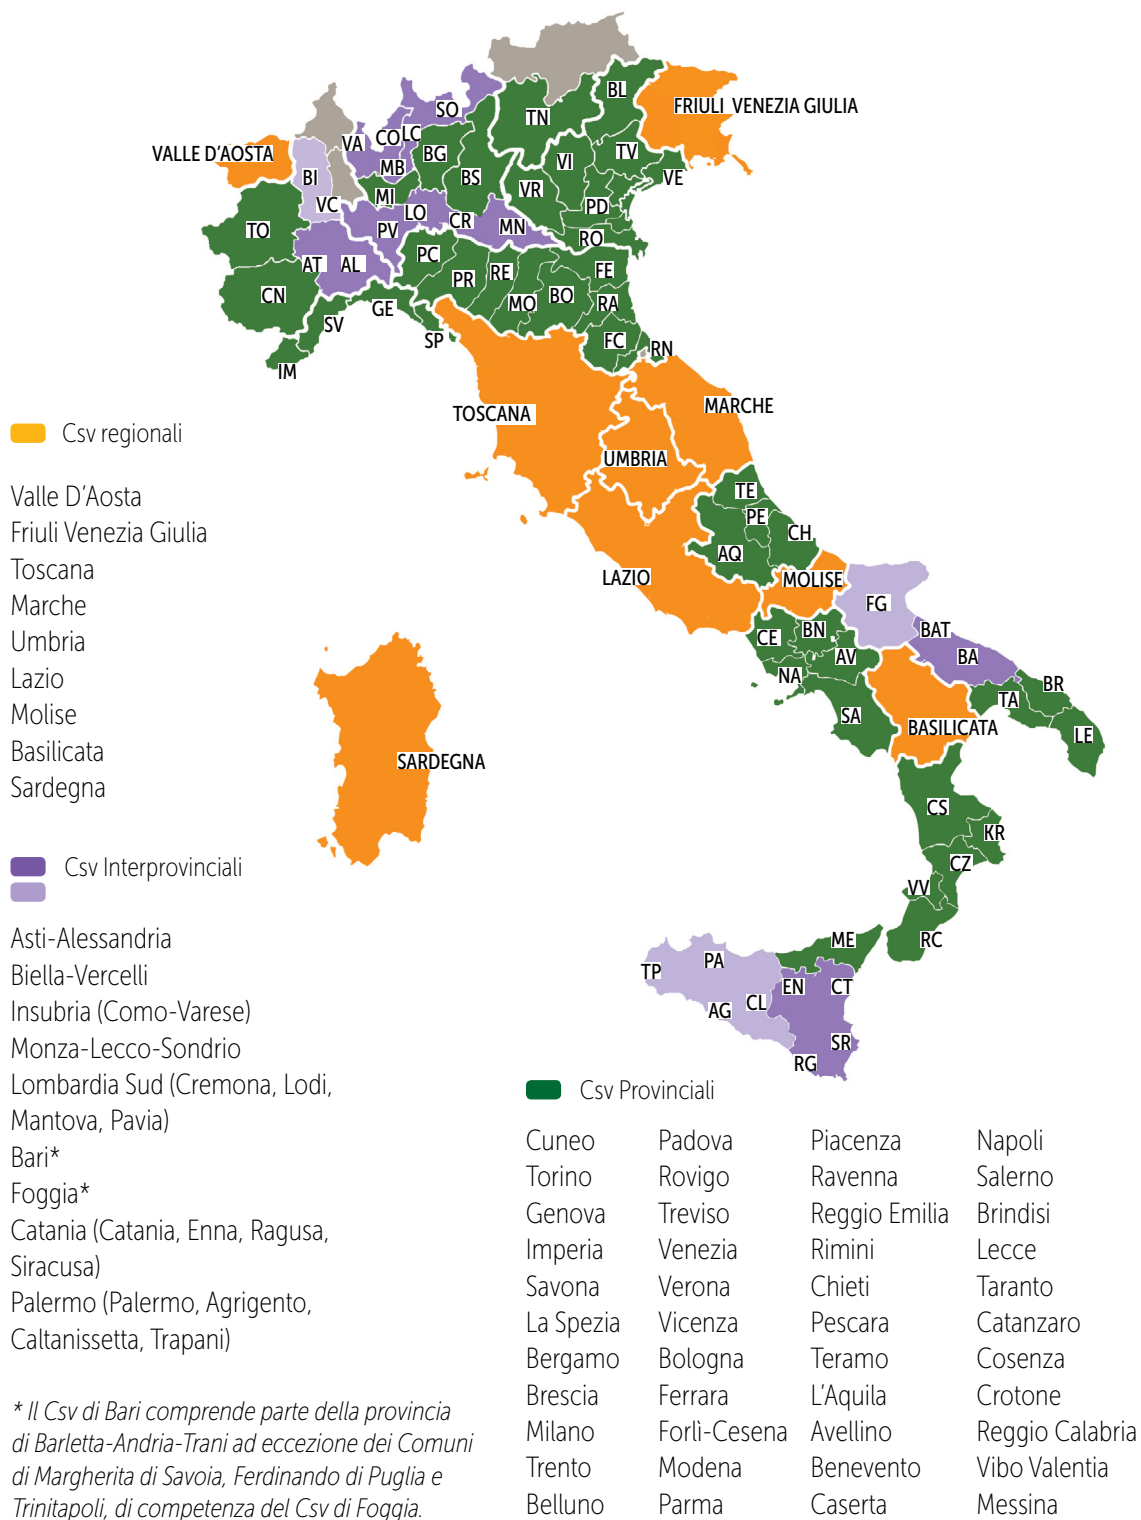 BL
FRIULI VENEZIA GIULIA
SO
TN
CO
LC
VA
VALLE D'AOSTA
BG
TV
VI
MB
BI
BS
VE
VR
MI
VC
PD
LO
CR
TO
PV
MN
RO
PC
AT
AL
PR
RE
FE
CN
MO
BO
RA
GE
SV
SP
FC
RN
IM
TOSCANA
MARCHE
UMBRIA
TE
PE
CH
AQ
LAZIO
MOLISE
FG
CE
BN
BAT
AV
BA
NA
BR
TA
SA
BASILICATA
LE
SARDEGNA
CS
KR
CZ
VV
RC
ME
PA
TP
EN
CT
CL
AG
SR
RG
Csv regionali
Valle D'Aosta
Friuli Venezia Giulia
Toscana
Marche
Umbria
Lazio
Molise
Basilicata
Sardegna
Csv Interprovinciali
Asti-Alessandria
Biella-Vercelli
Insubria (Como-Varese)
Monza-Lecco-Sondrio
Lombardia Sud (Cremona, Lodi,
Mantova, Pavia)
Bari*
Foggia*
Catania (Catania, Enna, Ragusa,
Siracusa)
Palermo (Palermo, Agrigento,
Caltanissetta, Trapani)
* Il Csv di Bari comprende parte della provincia
di Barletta-Andria-Trani ad eccezione dei Comuni
di Margherita di Savoia, Ferdinando di Puglia e
Trinitapoli, di competenza del Csv di Foggia.
Csv Provinciali
Cuneo
Torino
Genova
Imperia
Savona
La Spezia
Bergamo
Brescia
Milano
Trento
Belluno
Padova
Rovigo
Treviso
Venezia
Verona
Vicenza
Bologna
Ferrara
Forlì-Cesena
Modena
Parma
Piacenza
Ravenna
Reggio Emilia
Rimini
Chieti
Pescara
Teramo
L'Aquila
Avellino
Benevento
Caserta
Napoli
Salerno
Brindisi
Lecce
Taranto
Catanzaro
Cosenza
Crotone
Reggio Calabria
Vibo Valentia
Messina